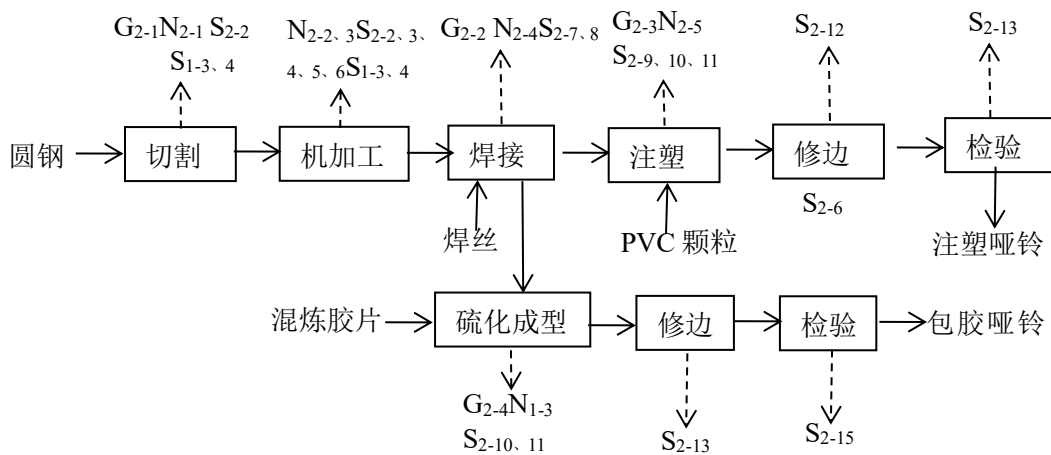 G2-1N2-1 S2-2
S1-3、4
N2-2、3S2-2、3、
4、5、6S1-3、4
G2-2 N2-4S2-7、8
G2-3N2-5
S2-9、10、11
S2-12
S2-13
圆钢
切割
机加工
焊接
注塑
修边
检验
S2-6
焊丝
PVC 颗粒
注塑哑铃
混炼胶片
硫化成型
修边
检验
包胶哑铃
G2-4N1-3
S2-10、11
S2-13
S2-15